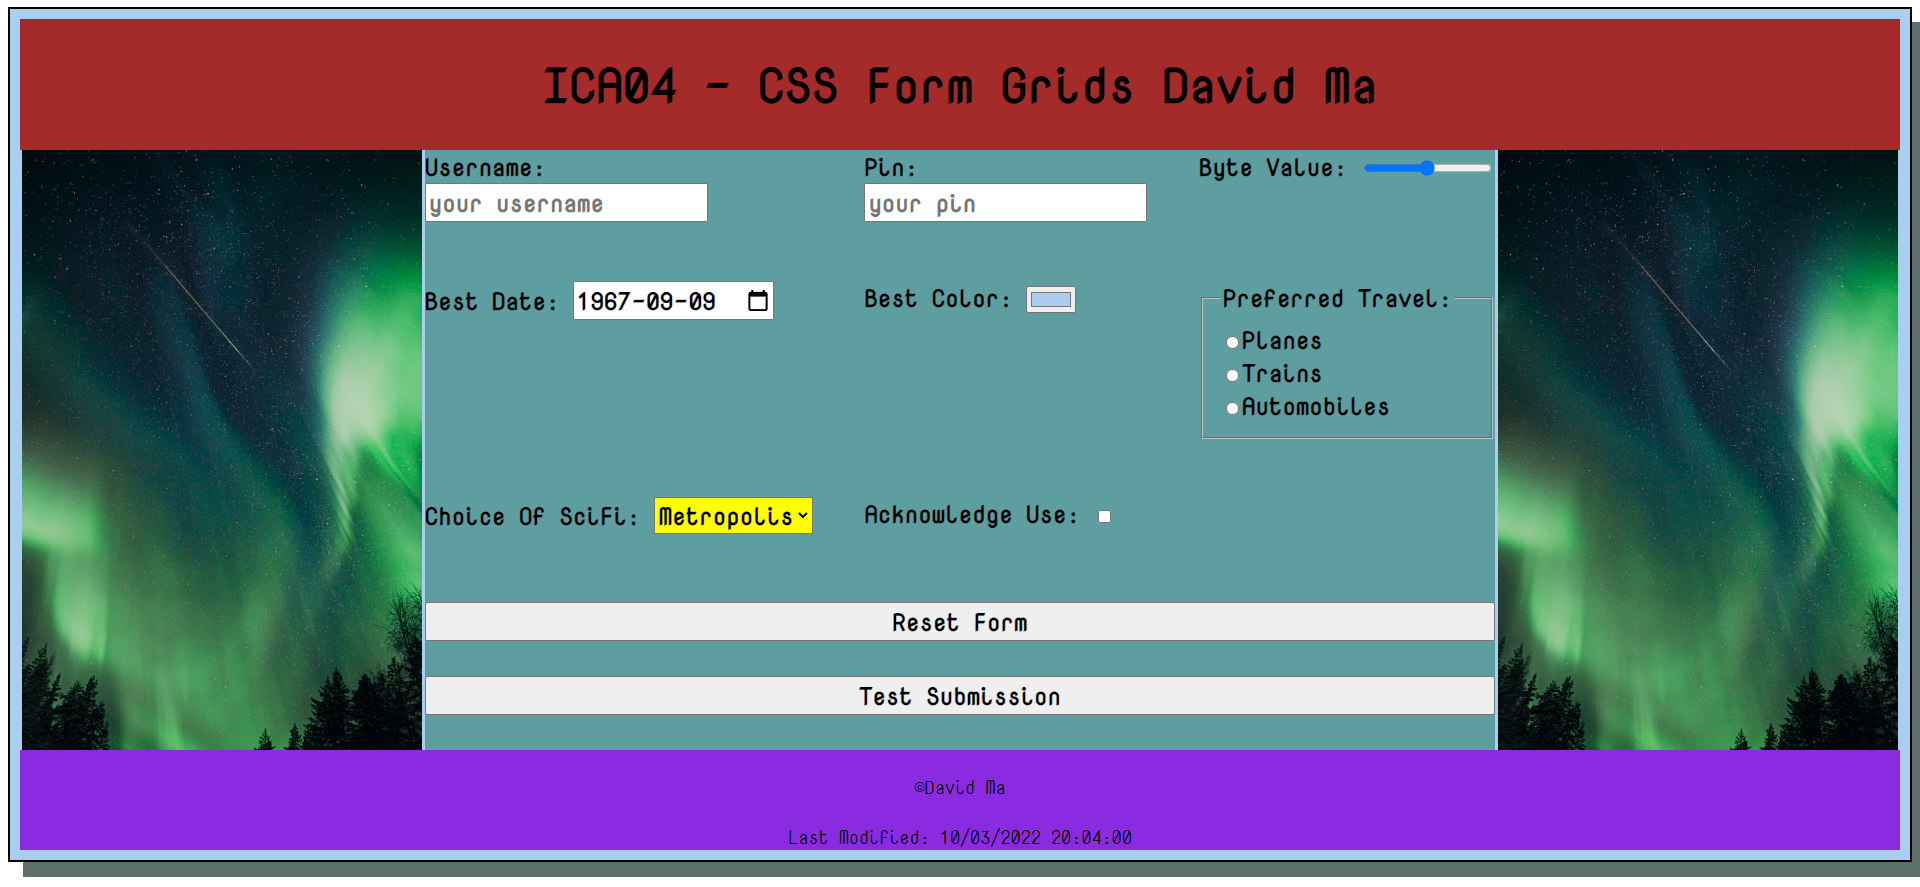 ICA04 - CSS Form Grids David Ma
Username:
your username
Pin:
your pin
Byte Value:
Best Date: 1967-09-09
Best Color:
Preferred Travel:
Planes
Trains
Automobiles
Choice Of SciFi: Metropolis
Acknowledge Use:
Reset Form
Test Submission
©David Ma
Last Modified: 10/03/2022 20:04:00